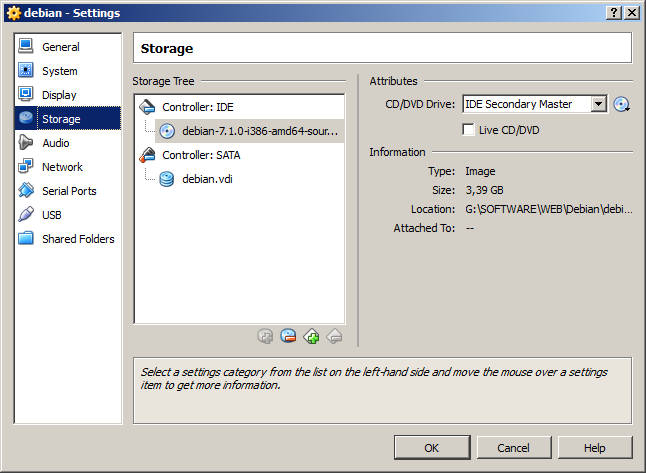 debian - Settings
General
System
Display
Storage
Audio
Network
Serial Ports
USB
Shared Folders
Storage
Storage Tree
Controller: IDE
debian-7.1.0-i386-amd64-sour...
Controller: SATA
debian.vdi
Attributes
CD/DVD Drive: IDE Secondary Master
Live CD/DVD
Information
Type: Image
Size: 3,39 GB
Location: G:\SOFTWARE\WEB\Debian\debi...
Attached To: --
Select a settings category from the list on the left-hand side and move the mouse over a settings
item to get more information.
OK Cancel Help